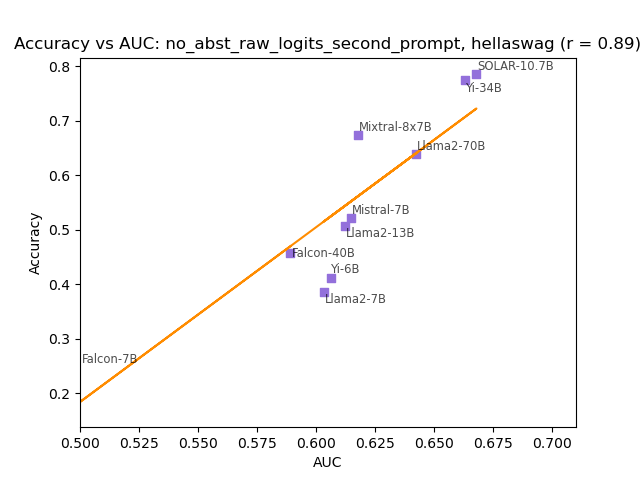 Accuracy vs AUC: no_abst_raw_logits_second_prompt, hellaswag (r = 0.89)
0.8
0.7
0.6
0.5
0.4
0.3
0.2
Accuracy
SOLAR-10.7B
Yi-34B
Mixtral-8x7B
Llama2-70B
Mistral-7B
Llama2-13B
Falcon-40B
Yi-6B
Llama2-7B
Falcon-7B
0.500 0.525 0.550 0.575 0.600 0.625 0.650 0.675 0.700
AUC